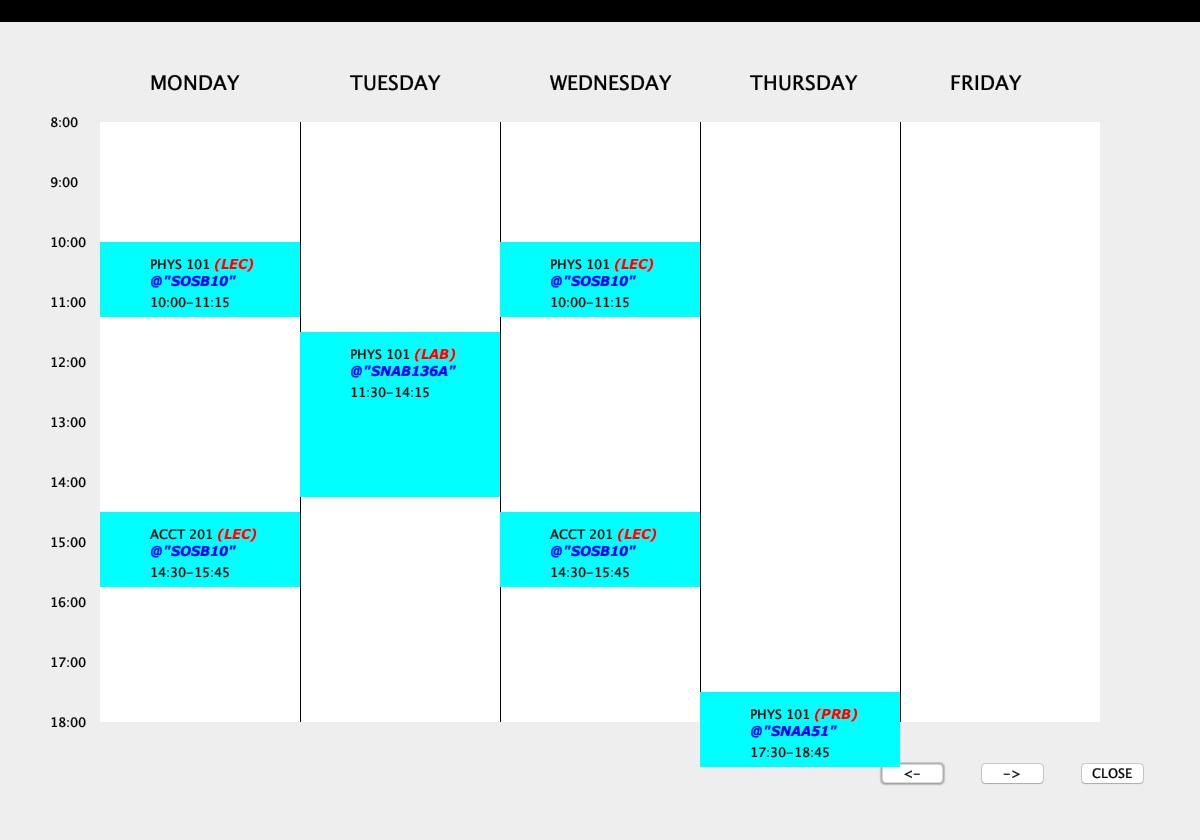 MONDAY TUESDAY WEDNESDAY THURSDAY FRIDAY
8:00
9:00
10:00
PHYS 101 (LEC) PHYS 101 (LEC)
@"SOSB10" @"SOSB10"
11:00 10:00-11:15 10:00-11:15
PHYS 101 (LAB)
12:00
@"SNAB136A"
11:30-14:15
13:00
14:00
ACCT 201 (LEC) ACCT 201 (LEC)
15:00
@"SOSB10" @"SOSB10"
14:30-15:45 14:30-15:45
16:00
17:00
PHYS 101 (PRB)
18:00
@"SNAA51"
17:30-18:45
<- -> CLOSE